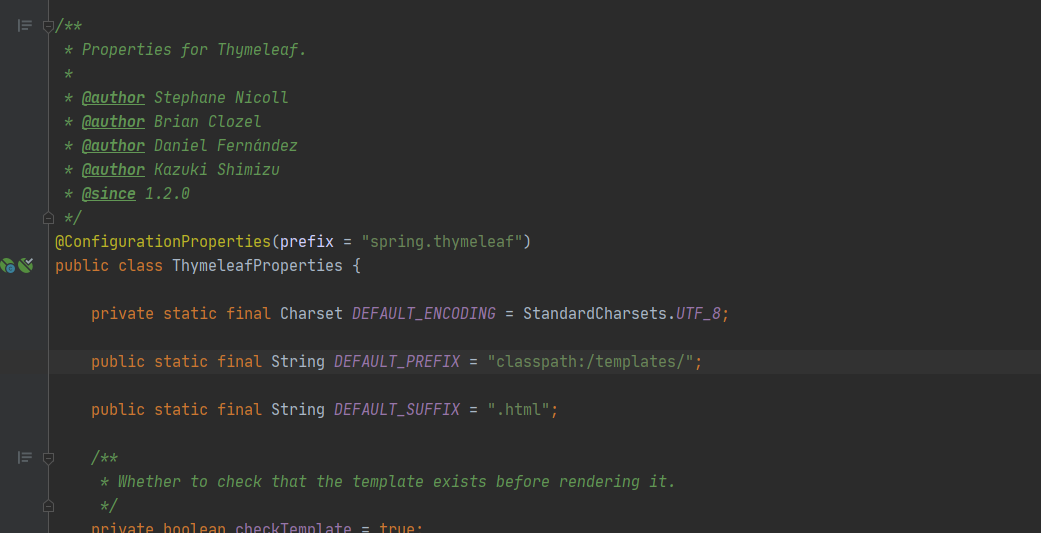 /**
 * Properties for Thymeleaf.
 *
 * @author Stephane Nicoll
 * @author Brian Clozel
 * @author Daniel Fernández
 * @author Kazuki Shimizu
 * @since 1.2.0
 */
@ConfigurationProperties(prefix = "spring.thymeleaf")
public class ThymeleafProperties {
    private static final Charset DEFAULT_ENCODING = StandardCharsets.UTF_8;
    public static final String DEFAULT_PREFIX = "classpath:/templates/";
    public static final String DEFAULT_SUFFIX = ".html";
    /**
     * Whether to check that the template exists before rendering it.
     */
    private boolean checkTemplate = true;